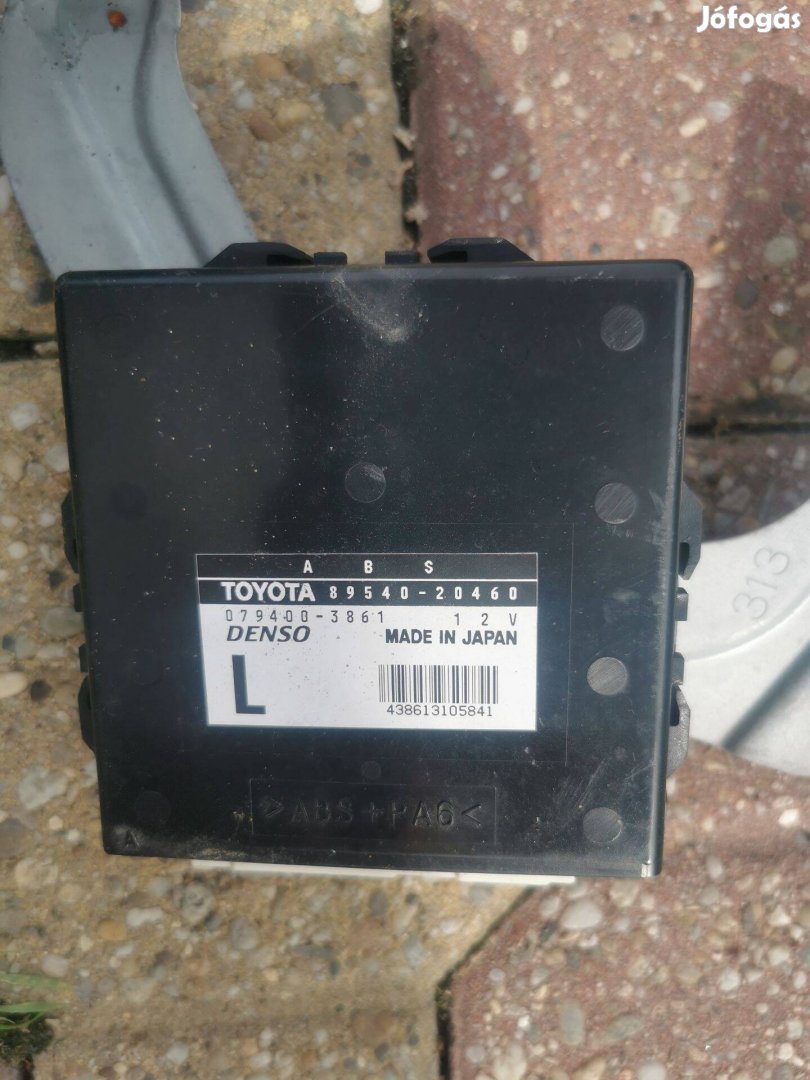 Jófogás
A B S
TOYOTA 89540-20460
079400-3861 12V
DENSO MADE IN JAPAN
L
438613105841
>ABS+PA6<
A
313